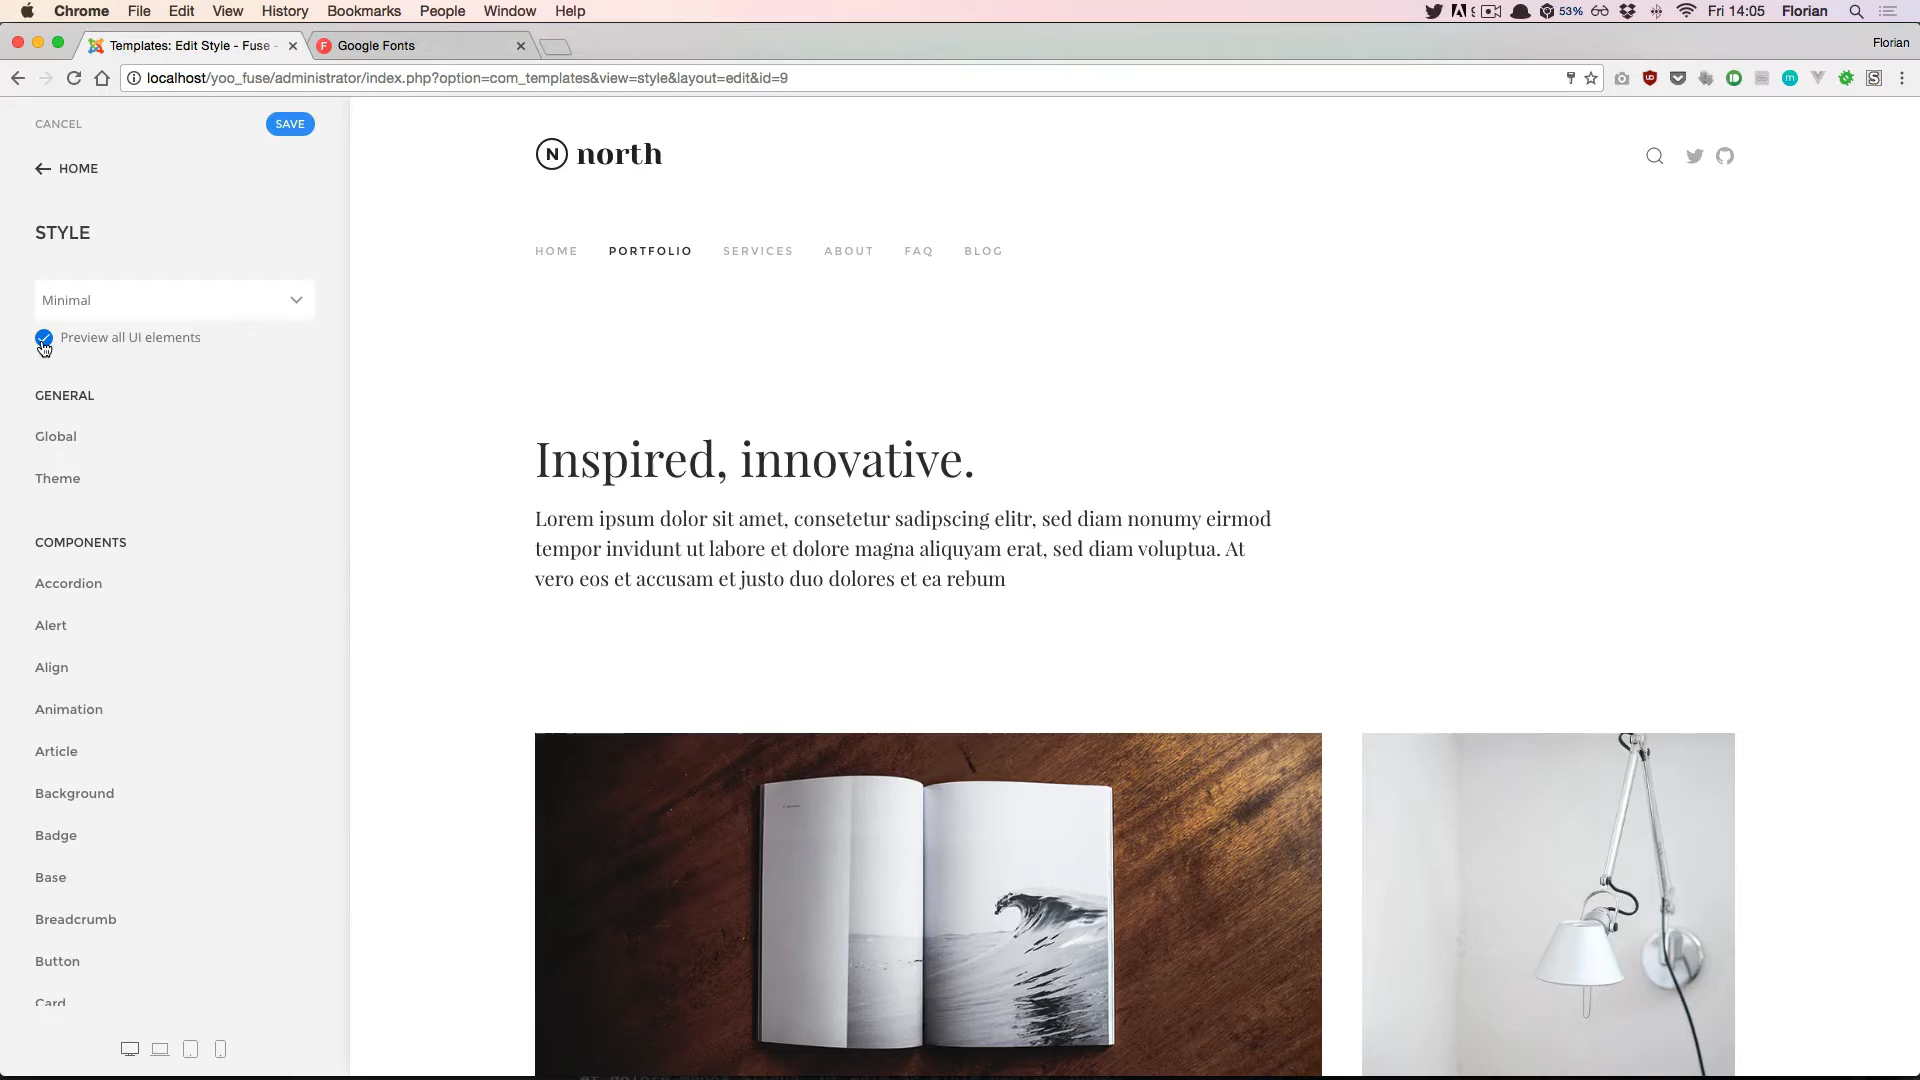 Chrome File Edit View History Bookmarks People Window Help 53% Fri 14:05 Florian
Templates: Edit Style - Fuse - Google Fonts Florian
localhost/yoo_fuse/administrator/index.php?option=com_templates&view=style&layout=edit&id=9
CANCEL SAVE
HOME
STYLE
Minimal
Preview all UI elements
GENERAL
Global
Theme
COMPONENTS
Accordion
Alert
Align
Animation
Article
Background
Badge
Base
Breadcrumb
Button
Card
N north
HOME PORTFOLIO SERVICES ABOUT FAQ BLOG
Inspired, innovative.
Lorem ipsum dolor sit amet, consetetur sadipscing elitr, sed diam nonumy eirmod
tempor invidunt ut labore et dolore magna aliquyam erat, sed diam voluptua. At
vero eos et accusam et justo duo dolores et ea rebum